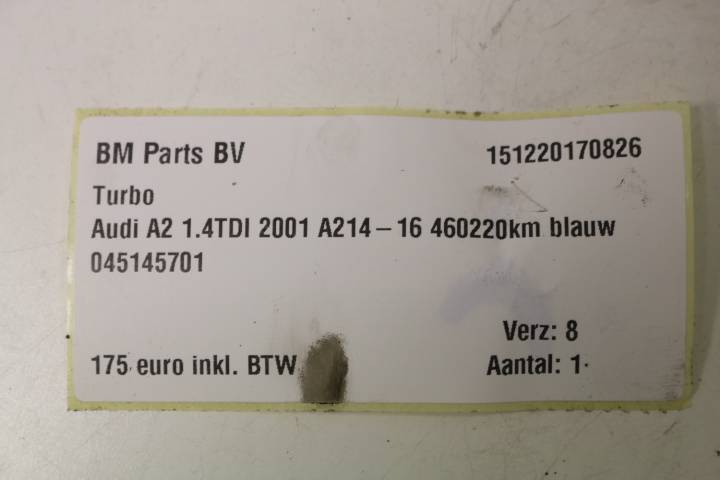 BM Parts BV 151220170826
Turbo
Audi A2 1.4TDI 2001 A214-16 460220km blauw
045145701
Verz: 8
175 euro inkl. BTW Aantal: 1